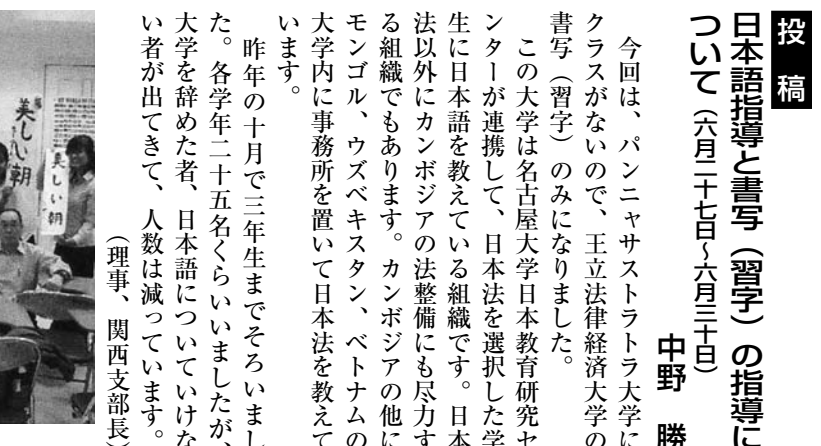 投稿
日本語指導と書写（習字）の指導に
ついて（六月二十七日～六月三十日）
中野 勝
今回は、パンニャサストラトラ大学に
クラスがないので、王立法律経済大学の
書写（習字）のみになりました。
この大学は名古屋大学日本教育研究セ
ンターが連携して、日本法を選択した学
生に日本語を教えている組織です。日本
法以外にカンボジアの法整備にも尽力す
る組織でもあります。カンボジアの他に
モンゴル、ウズベキスタン、ベトナムの
大学内に事務所を置いて日本法を教えて
います。
昨年の十月で三年生までそろいまし
た。各学年二十五名くらいいましたが、
大学を辞めた者、日本語についていけな
い者が出てきて、人数は減っています。
（理事、関西支部長）
美しい朝
美しい朝